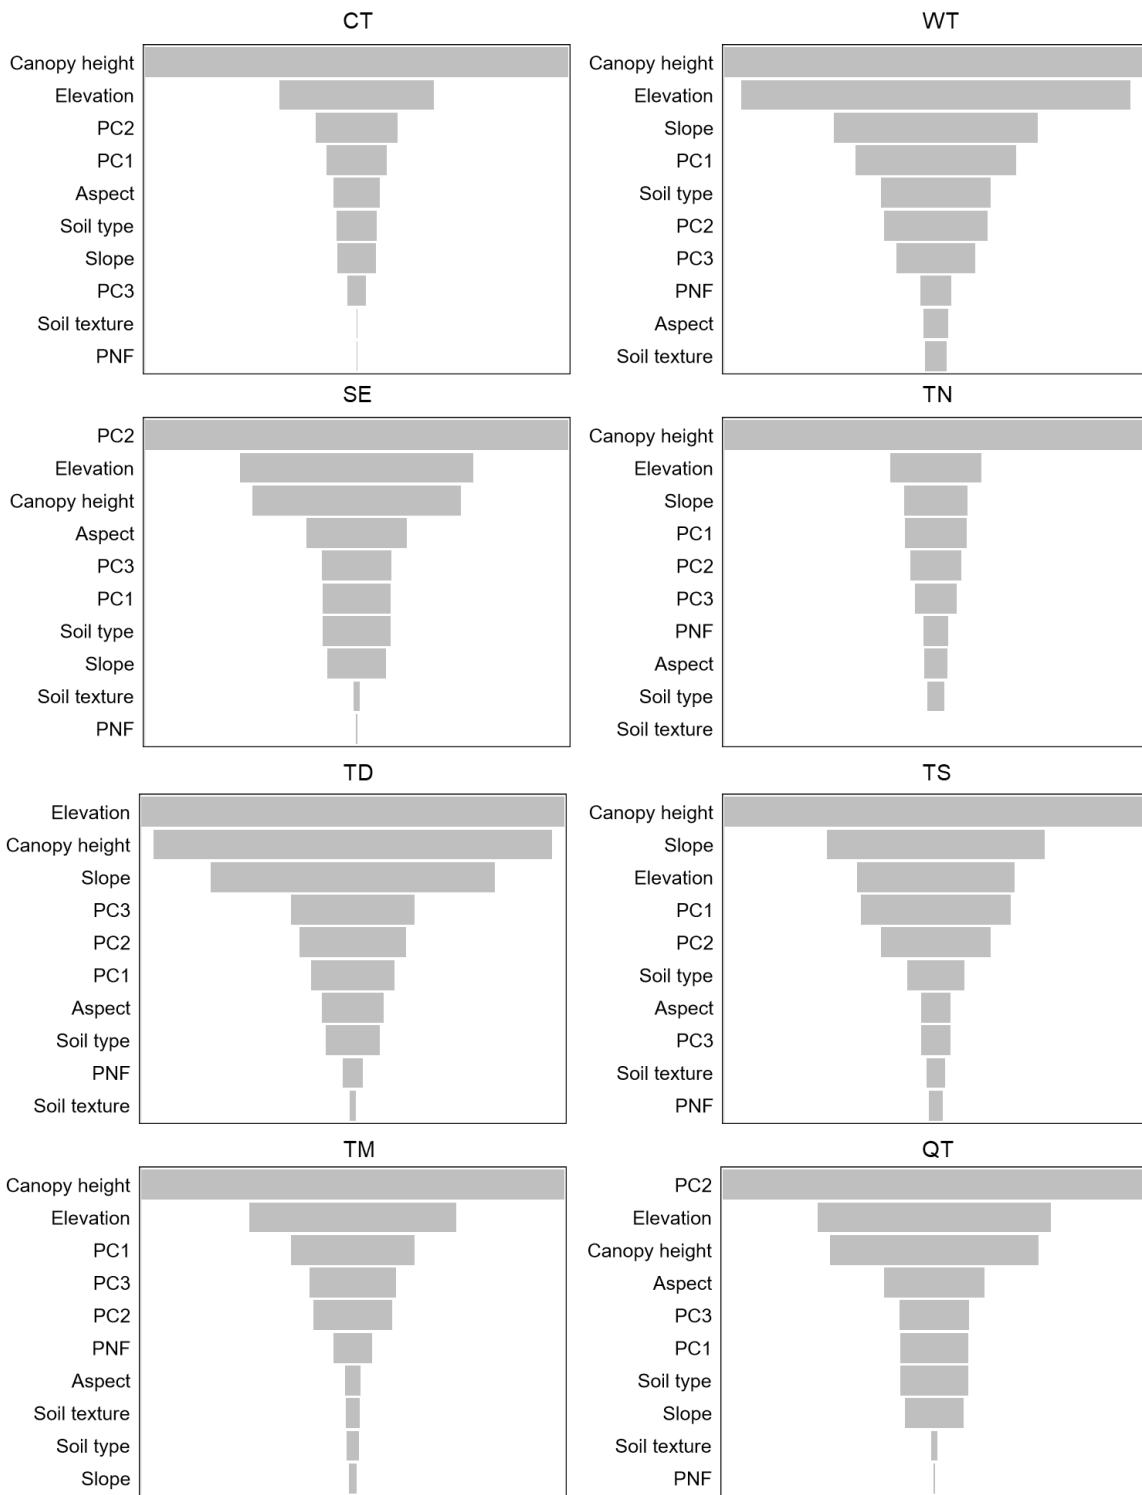 CT
Canopy height
Elevation
PC2
PC1
Aspect
Soil type
Slope
PC3
Soil texture
PNF
WT
Canopy height
Elevation
Slope
PC1
Soil type
PC2
PC3
PNF
Aspect
Soil texture
SE
PC2
Elevation
Canopy height
Aspect
PC3
PC1
Soil type
Slope
Soil texture
PNF
TN
Canopy height
Elevation
Slope
PC1
PC2
PC3
PNF
Aspect
Soil type
Soil texture
TD
Elevation
Canopy height
Slope
PC3
PC2
PC1
Aspect
Soil type
PNF
Soil texture
TS
Canopy height
Slope
Elevation
PC1
PC2
Soil type
Aspect
PC3
Soil texture
PNF
TM
Canopy height
Elevation
PC1
PC3
PC2
PNF
Aspect
Soil texture
Soil type
Slope
QT
PC2
Elevation
Canopy height
Aspect
PC3
PC1
Soil type
Slope
Soil texture
PNF